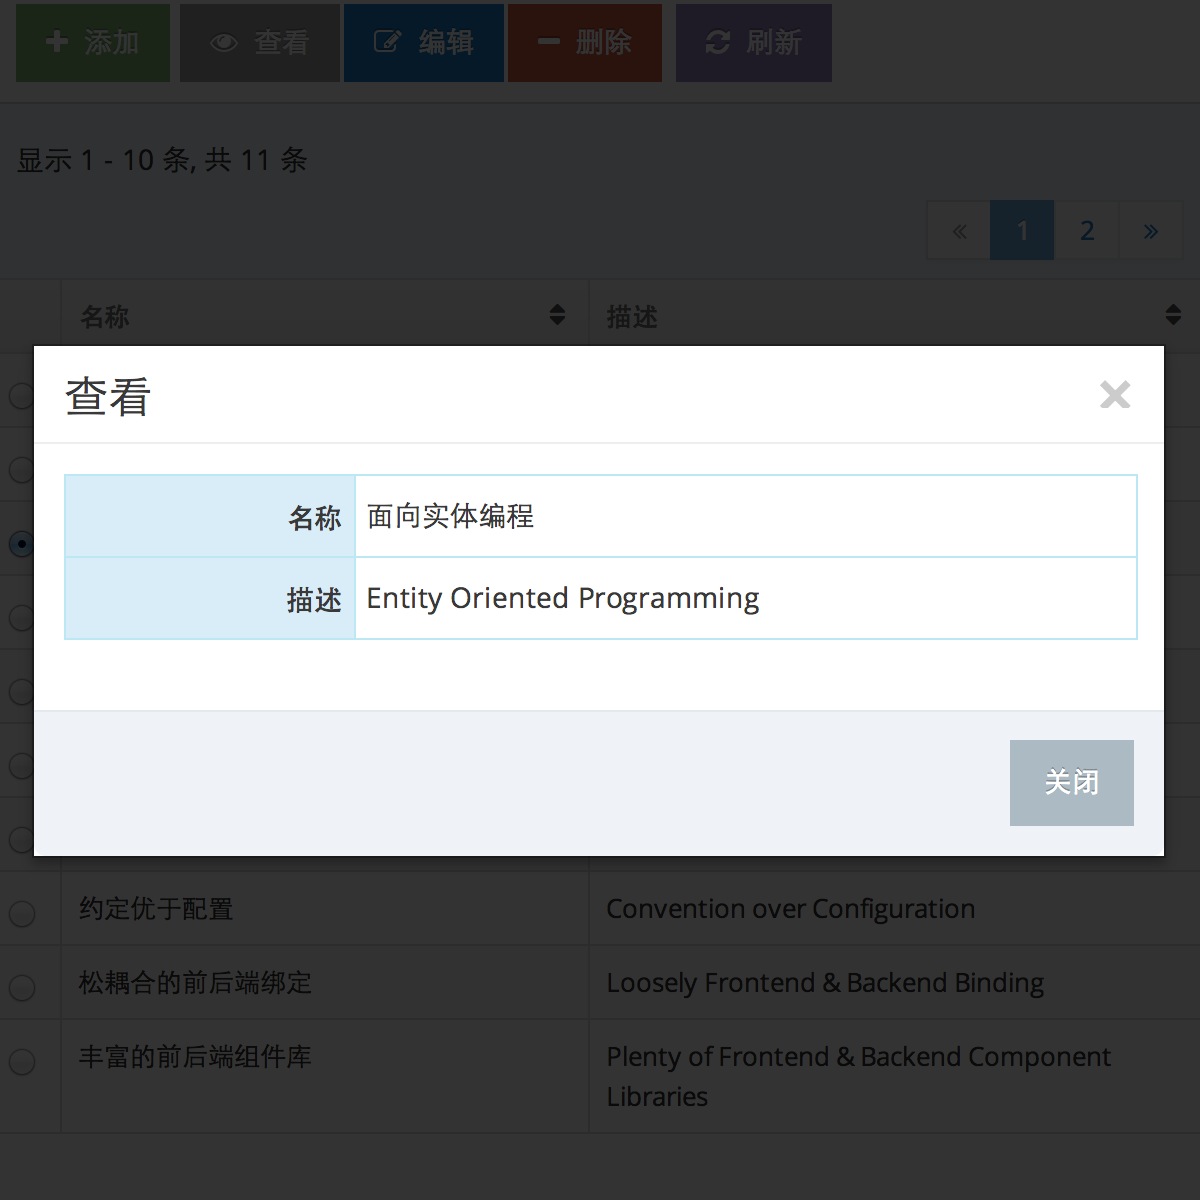 添加 查看 编辑 删除 刷新
显示 1 - 10 条, 共 11 条
« 1 2 »
名称 描述
查看
名称 面向实体编程
描述 Entity Oriented Programming
关闭
约定优于配置 Convention over Configuration
松耦合的前后端绑定 Loosely Frontend & Backend Binding
丰富的前后端组件库 Plenty of Frontend & Backend Component
Libraries